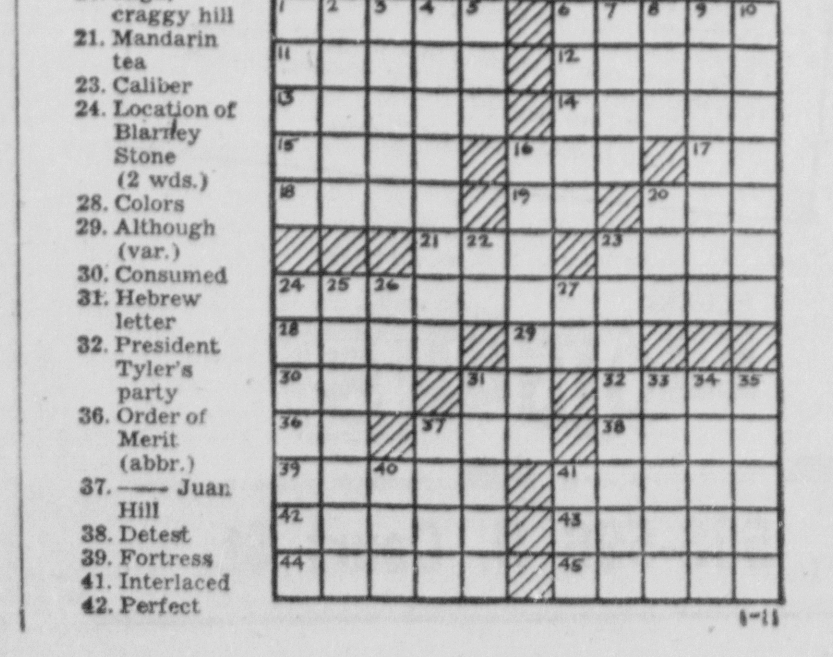 craggy hill
21. Mandarin
tea
23. Caliber
24. Location of
Blarney
Stone
(2 wds.)
28. Colors
29. Although
(var.)
30. Consumed
31. Hebrew
letter
32. President
Tyler's
party
36. Order of
Merit
(abbr.)
37. —— Juan
Hill
38. Detest
39. Fortress
41. Interlaced
42. Perfect
1 2 3 4 5 6 7 8 9 10
11 12
13 14
15 16 17
18 19 20
21 22 23
24 25 26 27
28 29
30 31 32 33 34 35
36 37 38
39 40 41
42 43
44 45